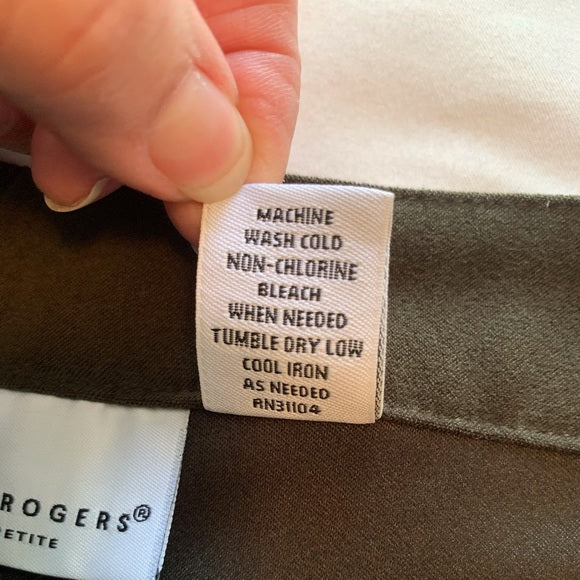 MACHINE
WASH COLD
NON-CHLORINE
BLEACH
WHEN NEEDED
TUMBLE DRY LOW
COOL IRON
AS NEEDED
RN31104
ROGERS®
ETITE